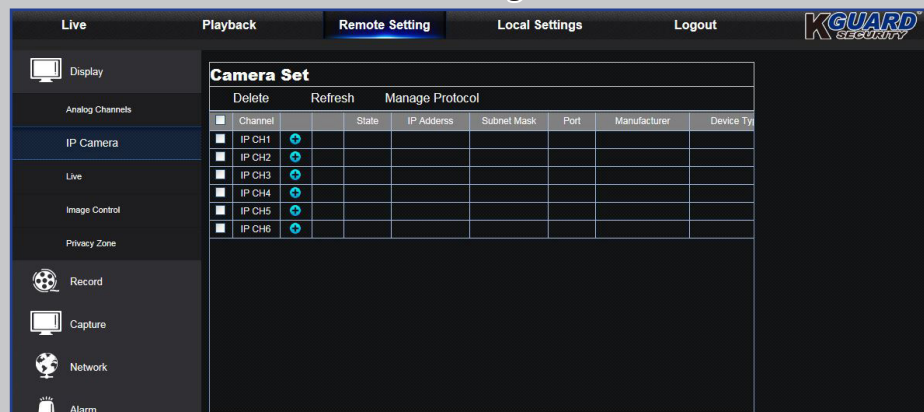 Live Playback Remote Setting Local Settings Logout KGUARD SECURITY
Display
Analog Channels
IP Camera
Live
Image Control
Privacy Zone
Record
Capture
Network
Alarm
Camera Set
Delete Refresh Manage Protocol
Channel State IP Adderss Subnet Mask Port Manufacturer Device Ty
IP CH1
IP CH2
IP CH3
IP CH4
IP CH5
IP CH6